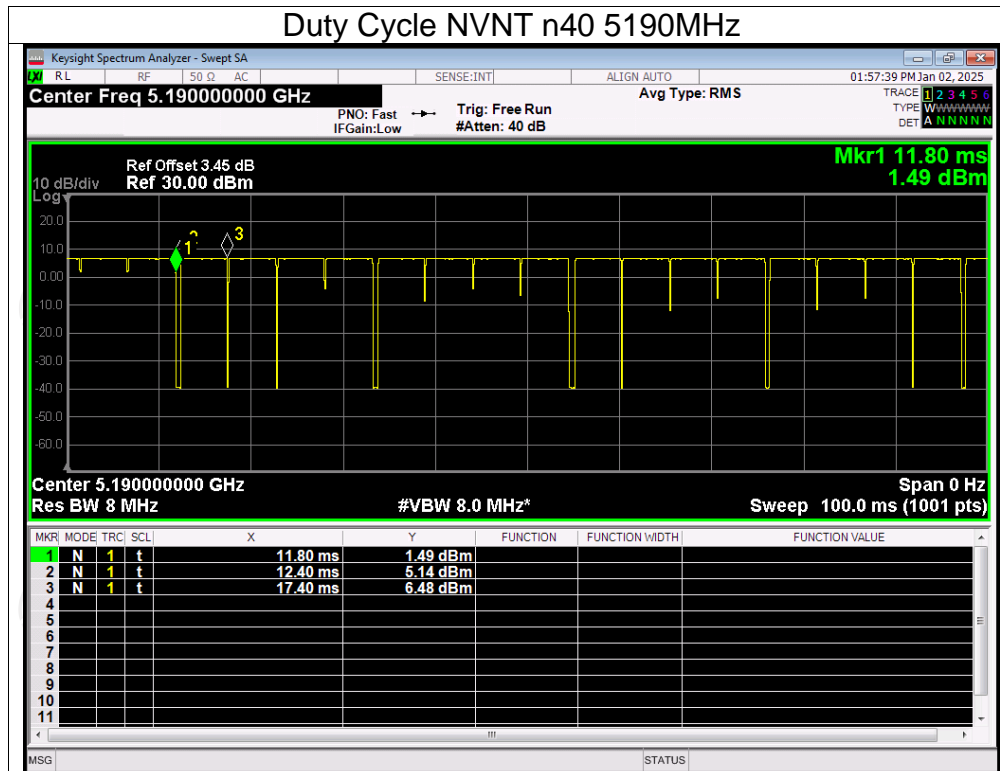 Duty Cycle NVNT n40 5190MHz
Keysight Spectrum Analyzer - Swept SA
LXI RL RF 50 Ω AC SENSE:INT ALIGN AUTO 01:57:39 PM Jan 02, 2025
Center Freq 5.190000000 GHz Avg Type: RMS TRACE 1 2 3 4 5 6
PNO: Fast Trig: Free Run TYPE WWWWWW
IFGain:Low #Atten: 40 dB DET A N N N N N
Mkr1 11.80 ms
Ref Offset 3.45 dB
10 dB/div Ref 30.00 dBm 1.49 dBm
Log
20.0
2 3
1
10.0
0.00
-10.0
-20.0
-30.0
-40.0
-50.0
-60.0
Center 5.190000000 GHz Span 0 Hz
Res BW 8 MHz #VBW 8.0 MHz* Sweep 100.0 ms (1001 pts)
MKR MODE TRC SCL X Y FUNCTION FUNCTION WIDTH FUNCTION VALUE
1 N 1 t 11.80 ms 1.49 dBm
2 N 1 t 12.40 ms 5.14 dBm
3 N 1 t 17.40 ms 6.48 dBm
4
5
6
7
8
9
10
11
MSG STATUS